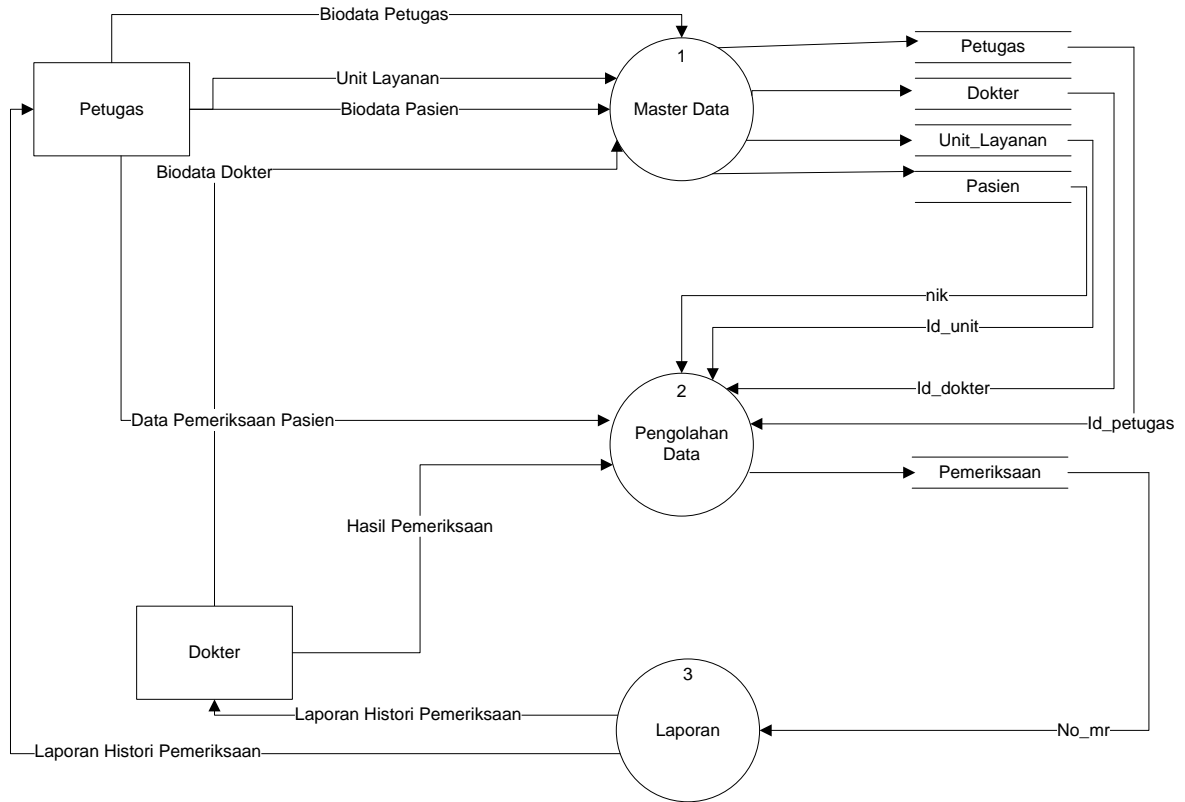 Biodata Petugas
1
Petugas
Unit Layanan
Dokter
Petugas
Biodata Pasien
Master Data
Unit_Layanan
Biodata Dokter
Pasien
nik
Id_unit
2
Id_dokter
Data Pemeriksaan Pasien
Id_petugas
Pengolahan
Data
Pemeriksaan
Hasil Pemeriksaan
Dokter
3
Laporan Histori Pemeriksaan
Laporan
No_mr
Laporan Histori Pemeriksaan